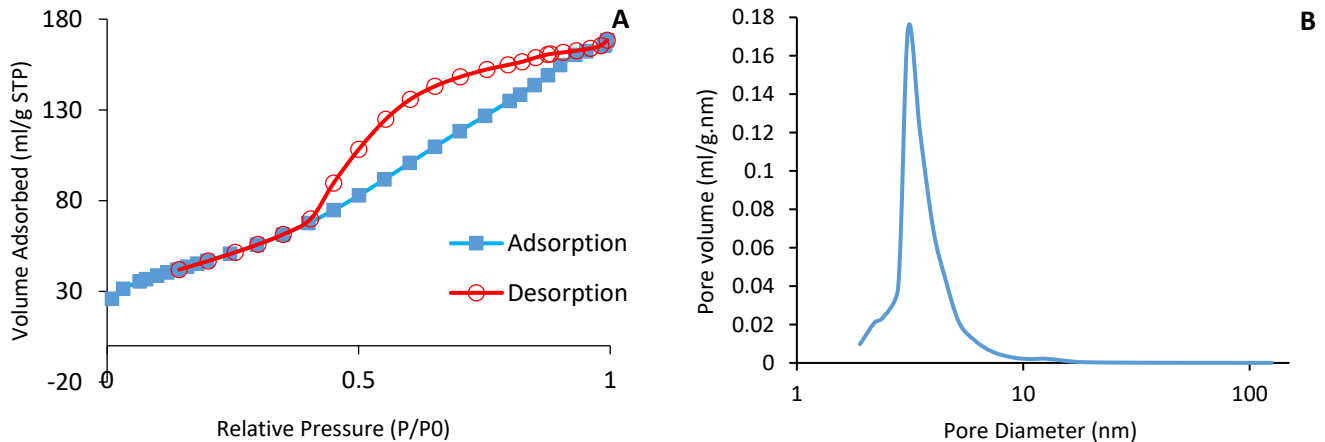 A
Volume Adsorbed (ml/g STP)
180
130
80
30
-20
0
0.5
1
Adsorption
Desorption
Relative Pressure (P/P0)
B
Pore volume (ml/g.nm)
0.18
0.16
0.14
0.12
0.1
0.08
0.06
0.04
0.02
0
1
10
100
Pore Diameter (nm)